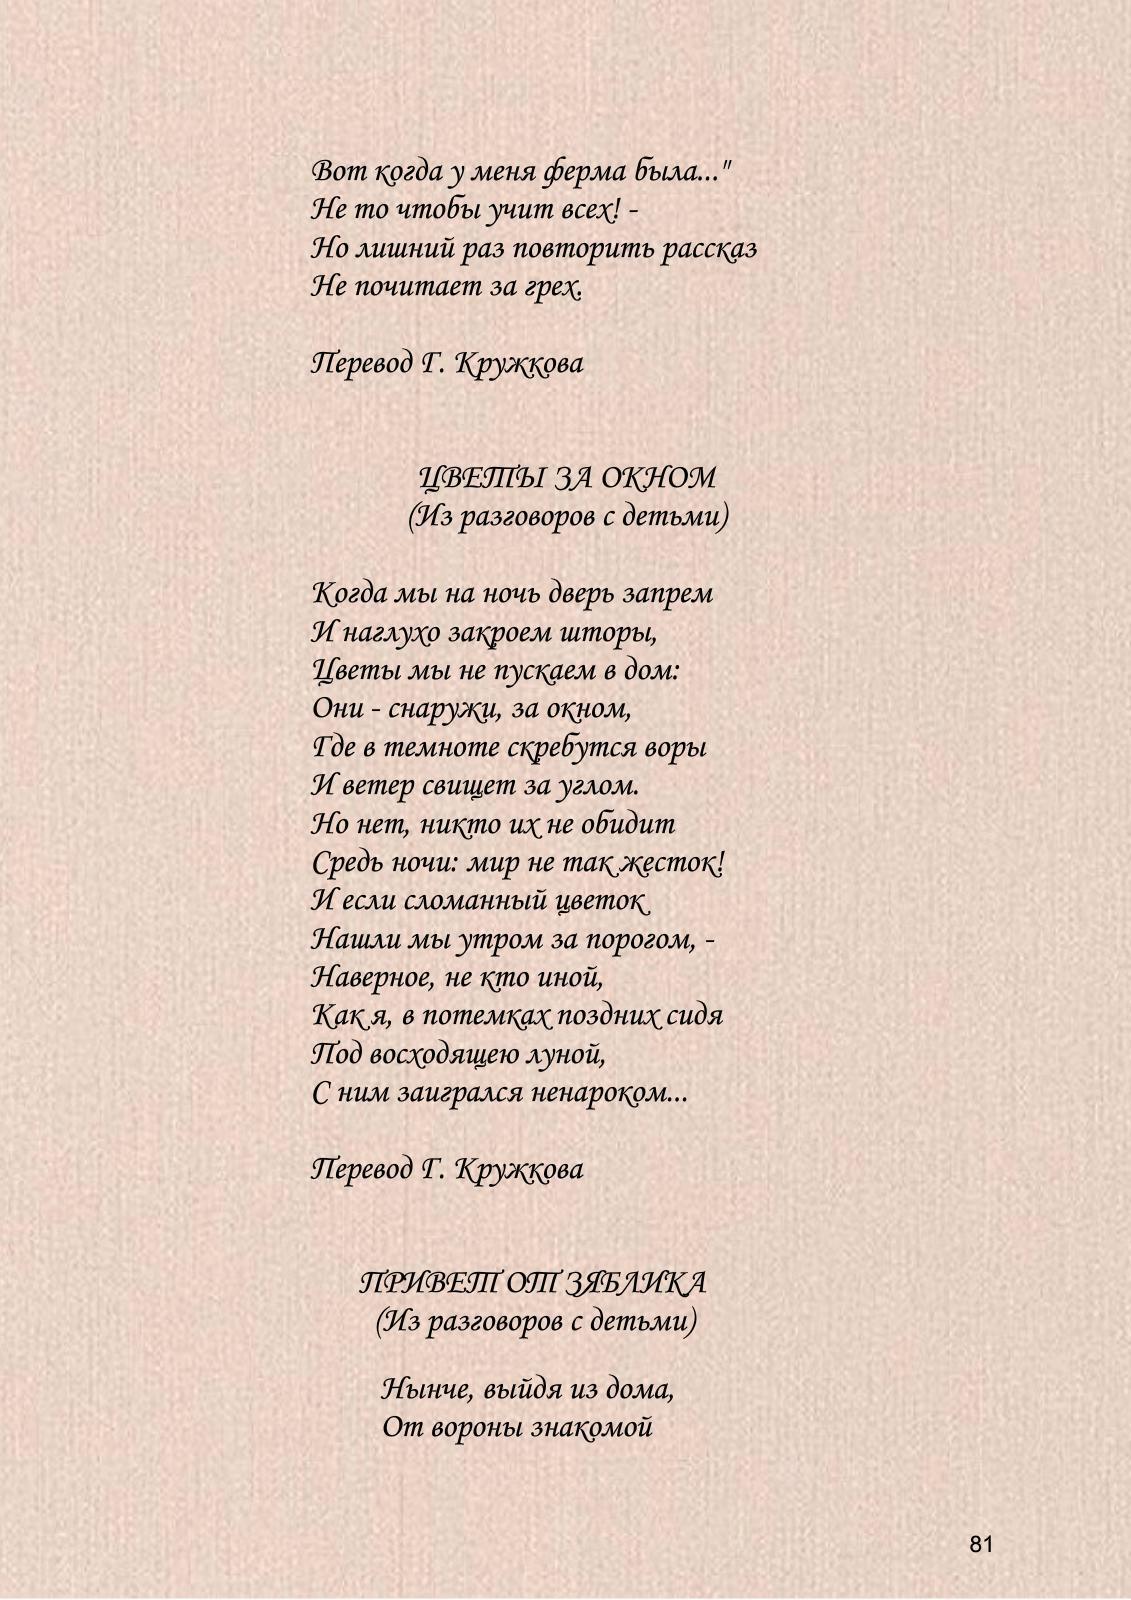 Вот когда у меня ферма была..."
Не то чтобы учит всех! -
Но лишний раз повторить рассказ
Не почитает за грех.
Перевод Г. Кружкова
ЦВЕТЫ ЗА ОКНОМ
(Из разговоров с детьми)
Когда мы на ночь дверь запрем
И наглухо закроем шторы,
Цветы мы не пускаем в дом:
Они - снаружи, за окном,
Где в темноте скребутся воры
И ветер свищет за углом.
Но нет, никто их не обидит
Средь ночи: мир не так жесток!
И если сломанный цветок
Нашли мы утром за порогом, -
Наверное, не кто иной,
Как я, в потемках поздних сидя
Под восходящею луной,
С ним заигрался ненароком...
Перевод Г. Кружкова
ПРИВЕТ ОТ ЗЯБЛИКА
(Из разговоров с детьми)
Нынче, выйдя из дома,
От вороны знакомой
81